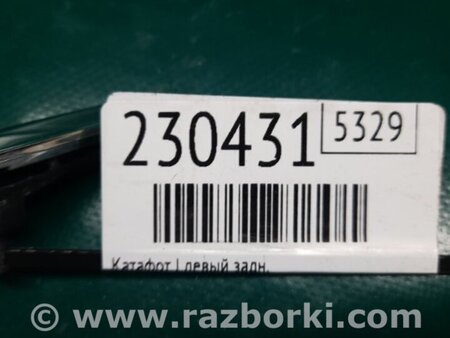 230431 5329
Катафот | левый задн.
© www.razborki.com